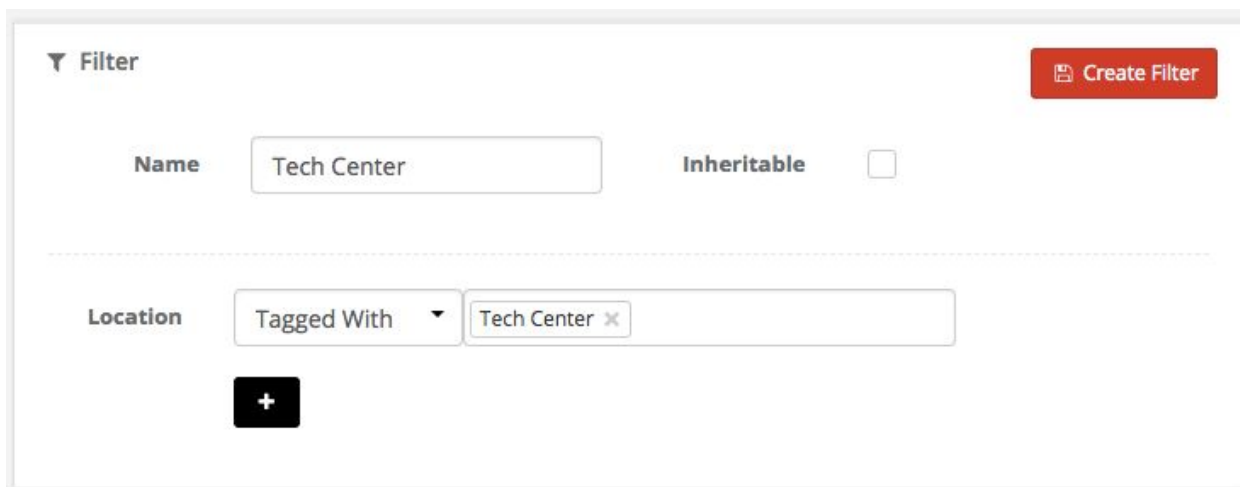 Filter
Create Filter
Name Tech Center Inheritable
Location Tagged With Tech Center ×
+